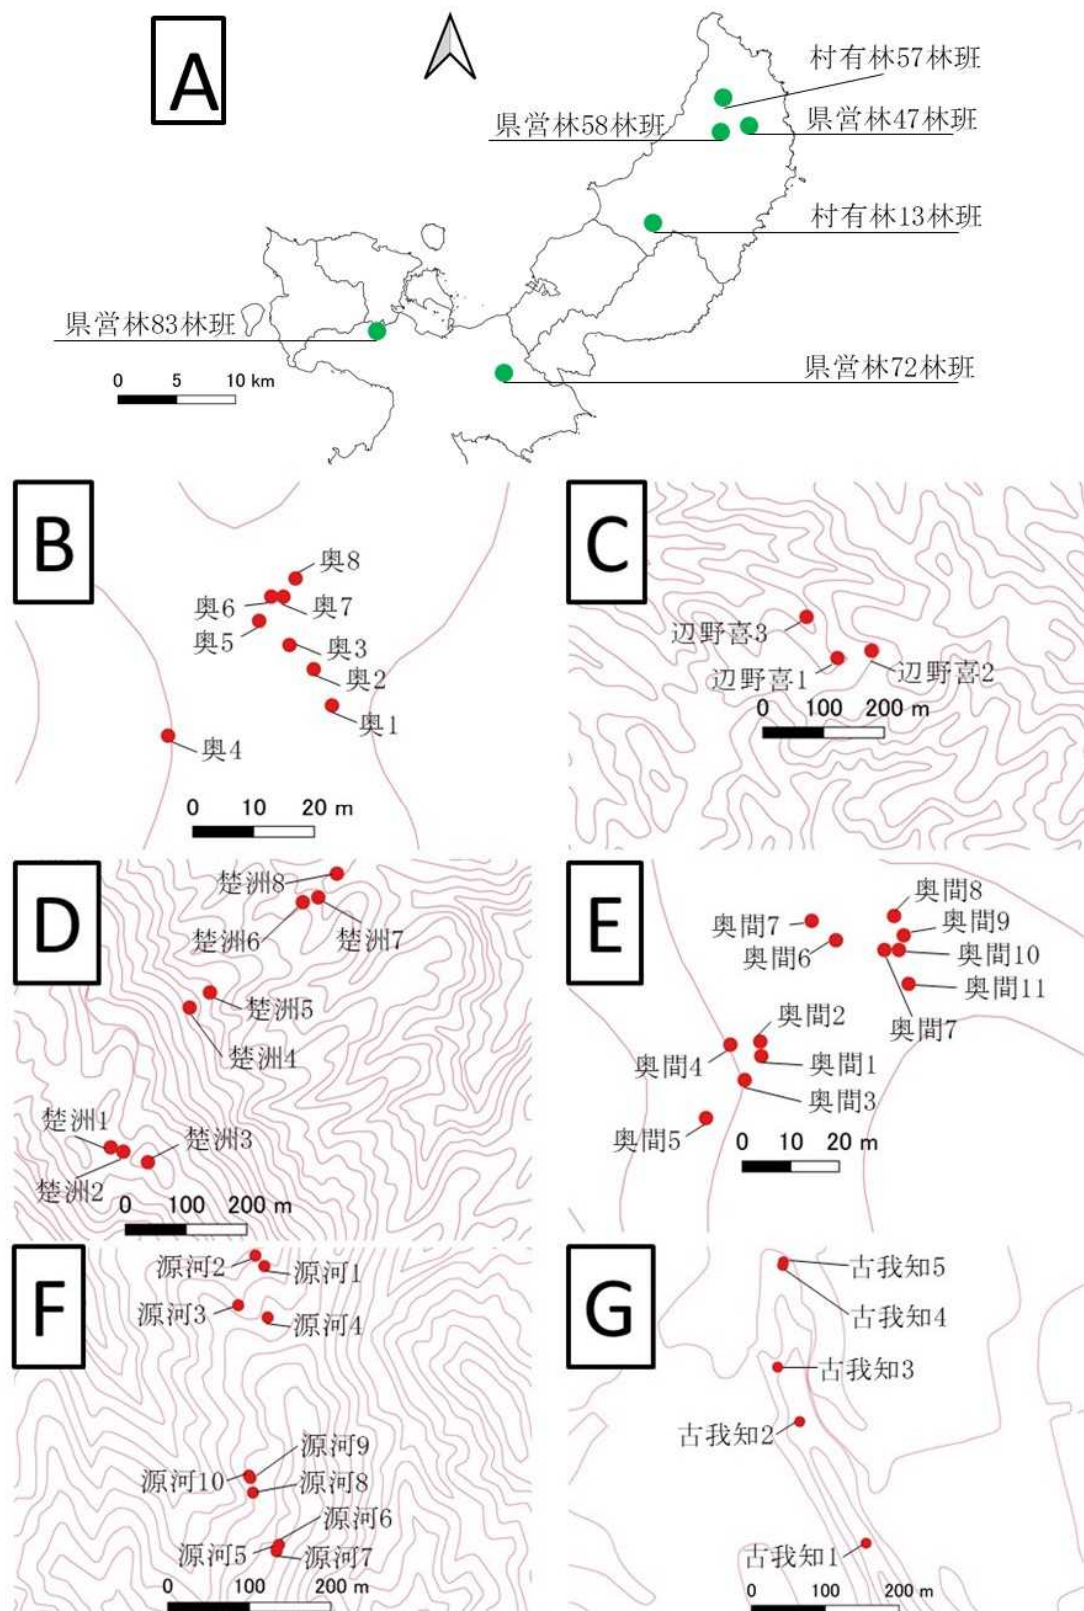 A
村有林57林班
県営林58林班
県営林47林班
村有林13林班
県営林83林班
県営林72林班
0 5 10 km
B
奥8
奥6
奥7
奥5
奥3
奥2
奥1
奥4
0 10 20 m
C
辺野喜3
辺野喜1
辺野喜2
0 100 200 m
D
楚洲8
楚洲6
楚洲7
楚洲5
楚洲4
楚洲1
楚洲3
楚洲2
0 100 200 m
E
奥間8
奥間7
奥間9
奥間6
奥間10
奥間11
奥間7
奥間2
奥間4
奥間1
奥間3
奥間5
0 10 20 m
F
源河2
源河1
源河3
源河4
源河9
源河10
源河8
源河6
源河5
源河7
0 100 200 m
G
古我知5
古我知4
古我知3
古我知2
古我知1
0 100 200 m